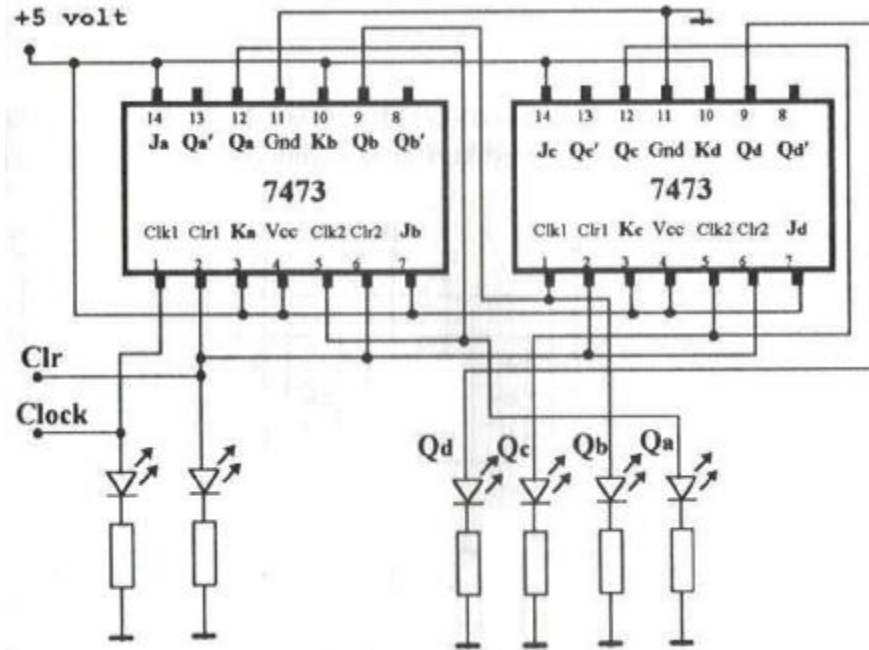 +5 volt
14 13 12 11 10 9 8
Ja Qa' Qa Gnd Kb Qb Qb'
7473
Clk1 Clr1 Ka Vcc Clk2 Clr2 Jb
1 2 3 4 5 6 7
14 13 12 11 10 9 8
Jc Qc' Qc Gnd Kd Qd Qd'
7473
Clk1 Clr1 Kc Vcc Clk2 Clr2 Jd
1 2 3 4 5 6 7
Clr
Clock
Qd Qc Qb Qa